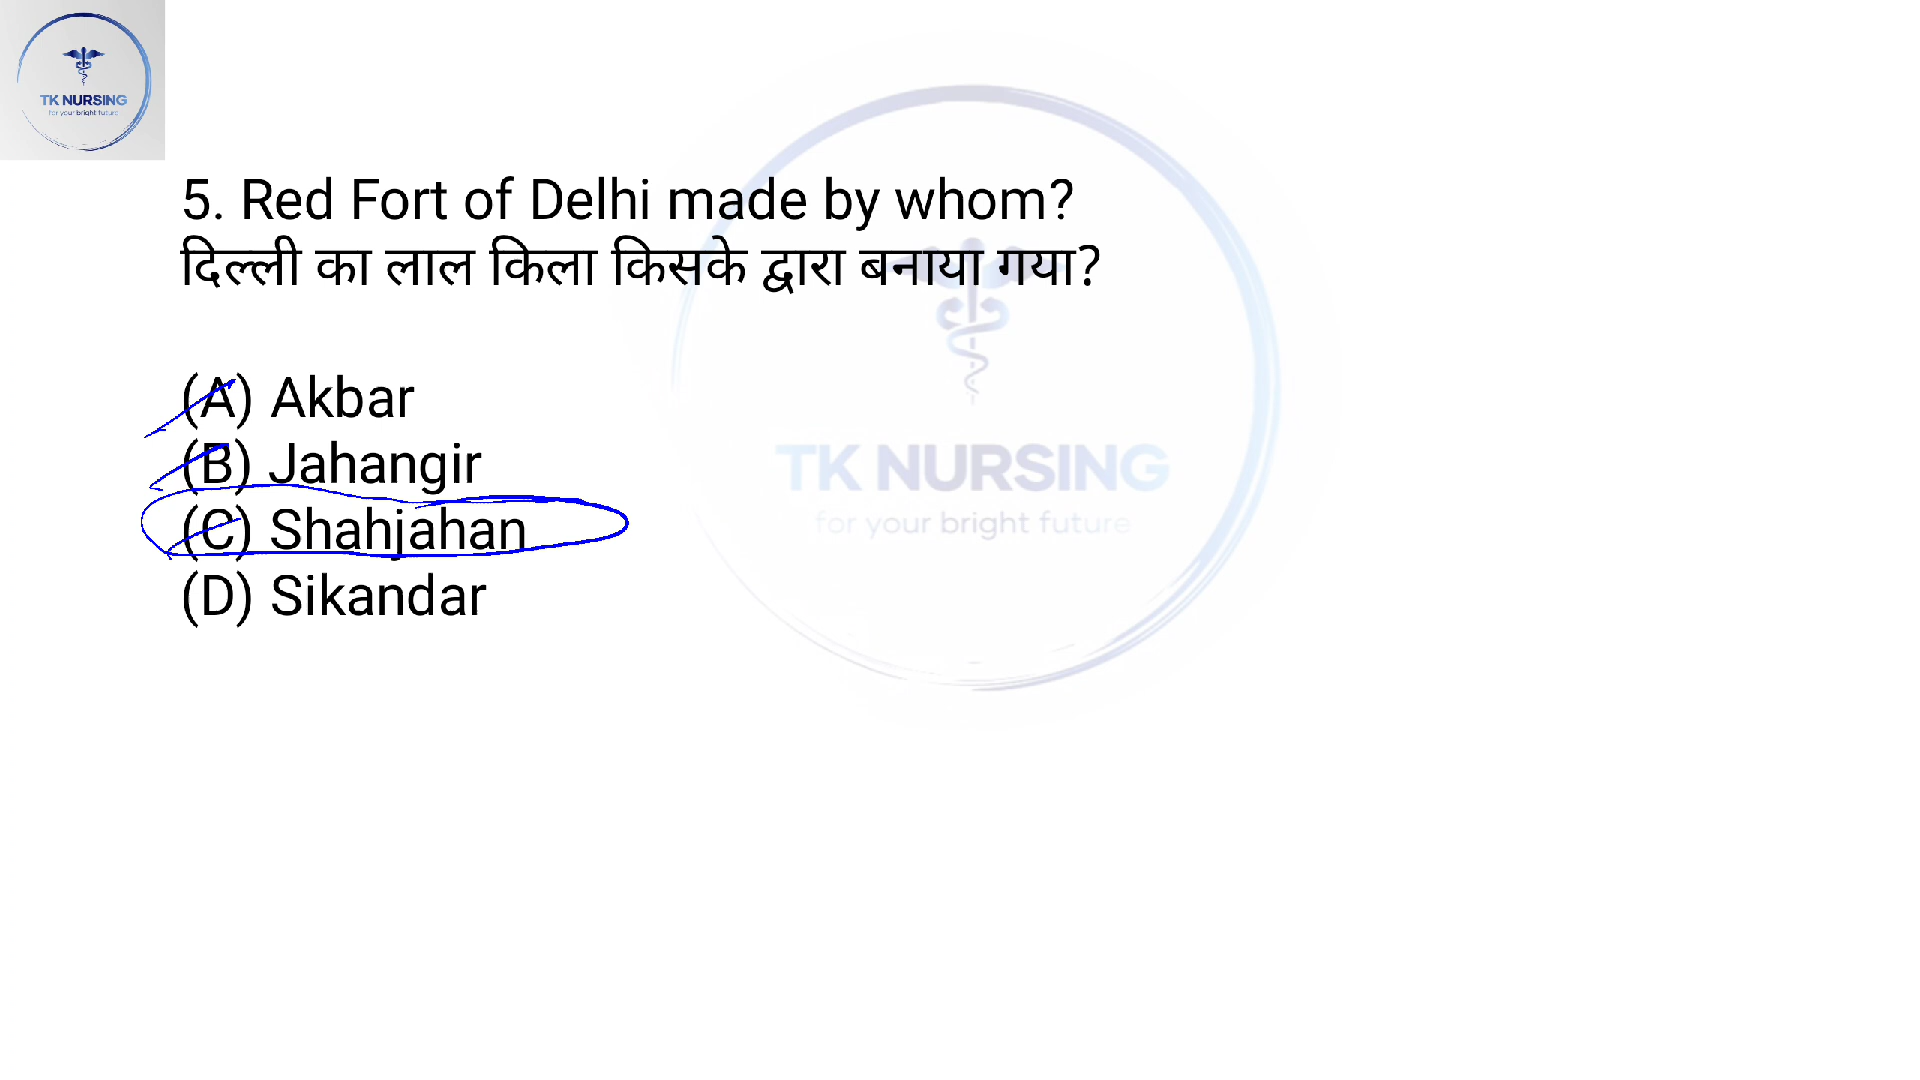 TK NURSING
for your bright future
5. Red Fort of Delhi made by whom?
दिल्ली का लाल किला किसके द्वारा बनाया गया?
(A) Akbar
(B) Jahangir
(C) Shahjahan
(D) Sikandar
TK NURSING
for your bright future